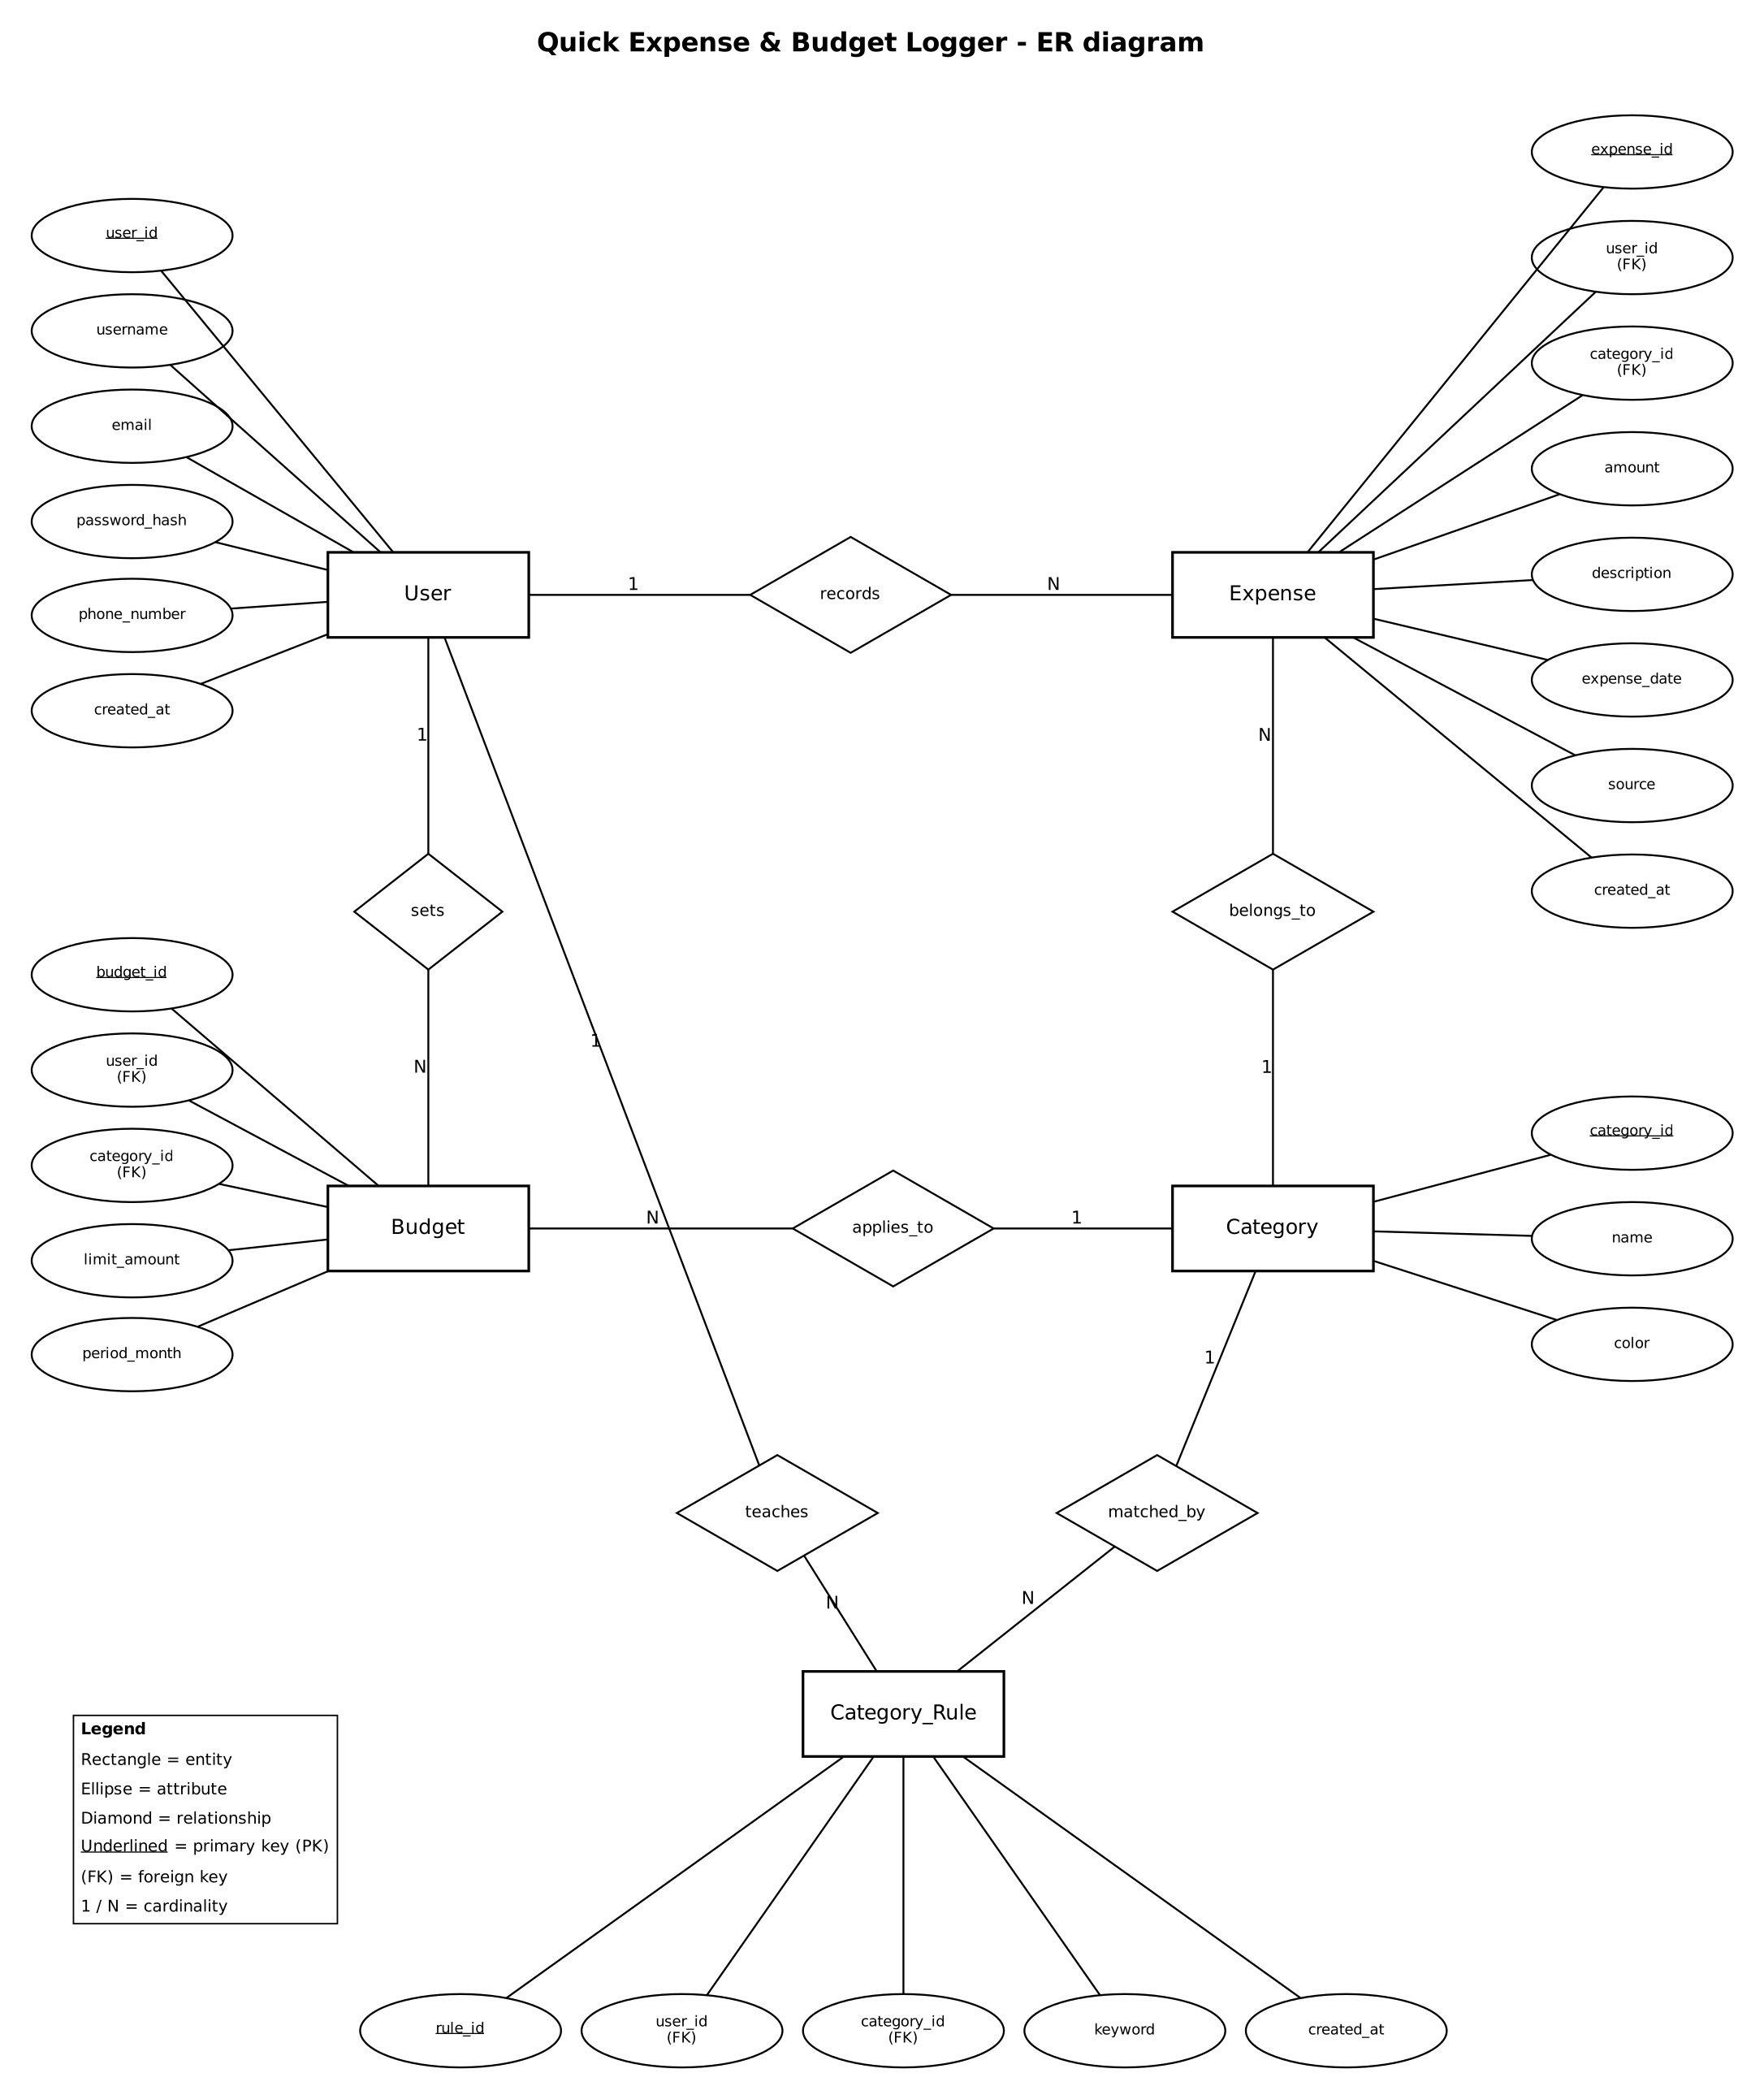 Quick Expense & Budget Logger - ER diagram
expense_id
user_id
user_id
(FK)
username
category_id
(FK)
email
amount
password_hash
description
User
1
records
N
Expense
phone_number
expense_date
created_at
1
N
source
created_at
sets
belongs_to
budget_id
1
user_id
(FK)
N
1
category_id
category_id
(FK)
Budget
N
applies_to
1
Category
name
limit_amount
color
period_month
1
teaches
matched_by
N
N
Category_Rule
Legend
Rectangle = entity
Ellipse = attribute
Diamond = relationship
Underlined = primary key (PK)
(FK) = foreign key
1 / N = cardinality
rule_id
user_id
(FK)
category_id
(FK)
keyword
created_at